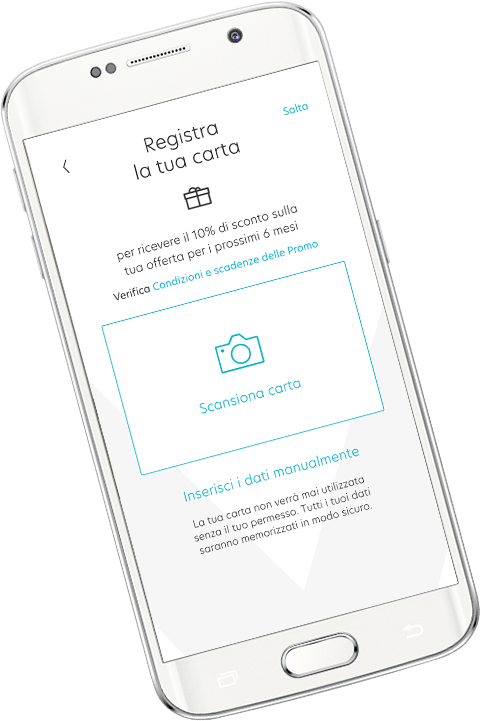 Salta
Registra
la tua carta
per ricevere il 10% di sconto sulla
tua offerta per i prossimi 6 mesi
Verifica Condizioni e scadenze delle Promo
Scansiona carta
Inserisci i dati manualmente
La tua carta non verrà mai utilizzata
senza il tuo permesso. Tutti i tuoi dati
saranno memorizzati in modo sicuro.